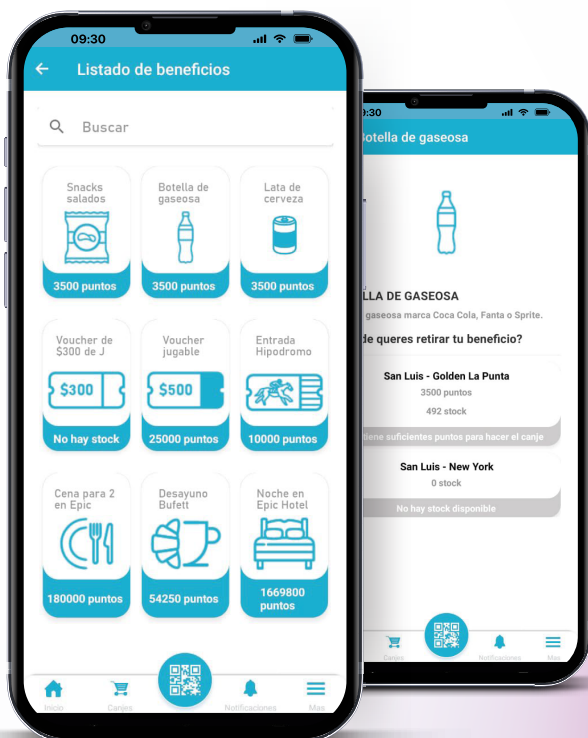 09:30
Listado de beneficios
Buscar
Snacks
salados
3500 puntos
Botella de
gaseosa
3500 puntos
Lata de
cerveza
3500 puntos
Voucher de
$300 de J
$300
No hay stock
Voucher
jugable
$500
25000 puntos
Entrada
Hipodromo
10000 puntos
Cena para 2
en Epic
180000 puntos
Desayuno
Bufett
54250 puntos
Noche en
Epic Hotel
1669800
puntos
Inicio
Canjes
Notificaciones
Mas
:30
otella de gaseosa
LLA DE GASEOSA
gaseosa marca Coca Cola, Fanta o Sprite.
de queres retirar tu beneficio?
San Luis - Golden La Punta
3500 puntos
492 stock
tiene suficientes puntos para hacer el canje
San Luis - New York
0 stock
No hay stock disponible
Canjes
Notificaciones
Mas